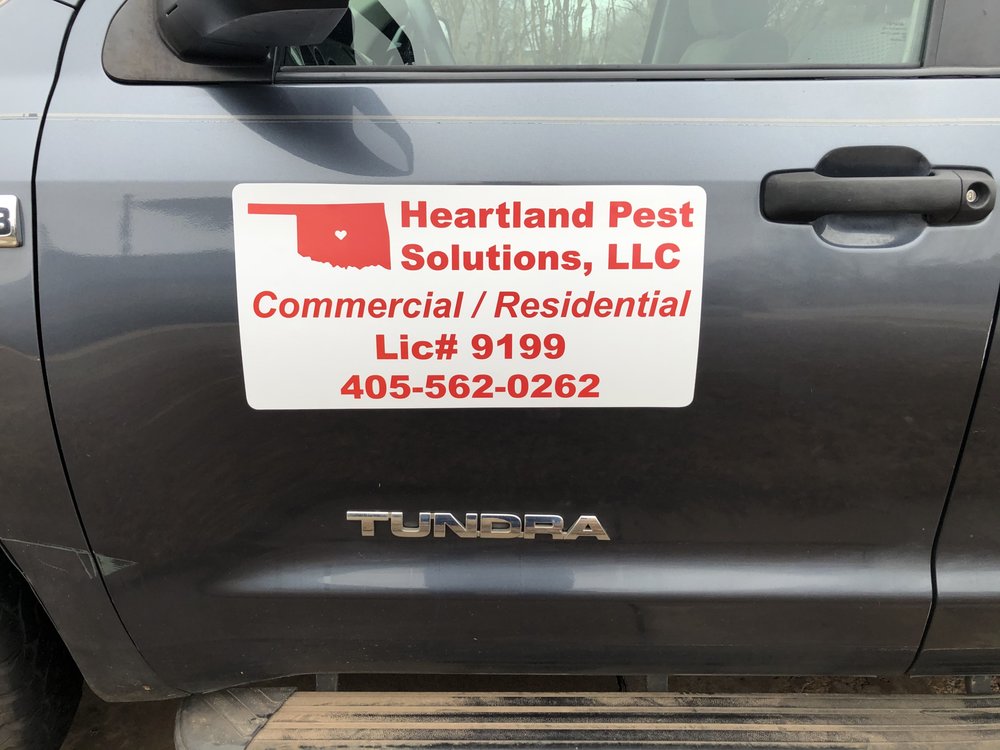 Heartland Pest
Solutions, LLC
Commercial / Residential
Lic# 9199
405-562-0262
TUNDRA